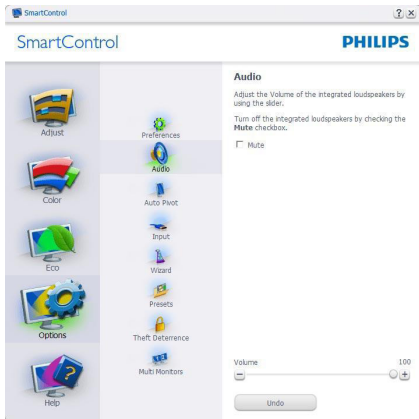 SmartControl
SmartControl
PHILIPS
Adjust
Color
Eco
Options
Help
Preferences
Audio
Auto Pivot
Input
Wizard
Presets
Theft Deterrence
Multi Monitors
Audio
Adjust the Volume of the integrated loudspeakers by
using the slider.
Turn off the integrated loudspeakers by checking the
Mute checkbox.
Mute
Volume 100
Undo